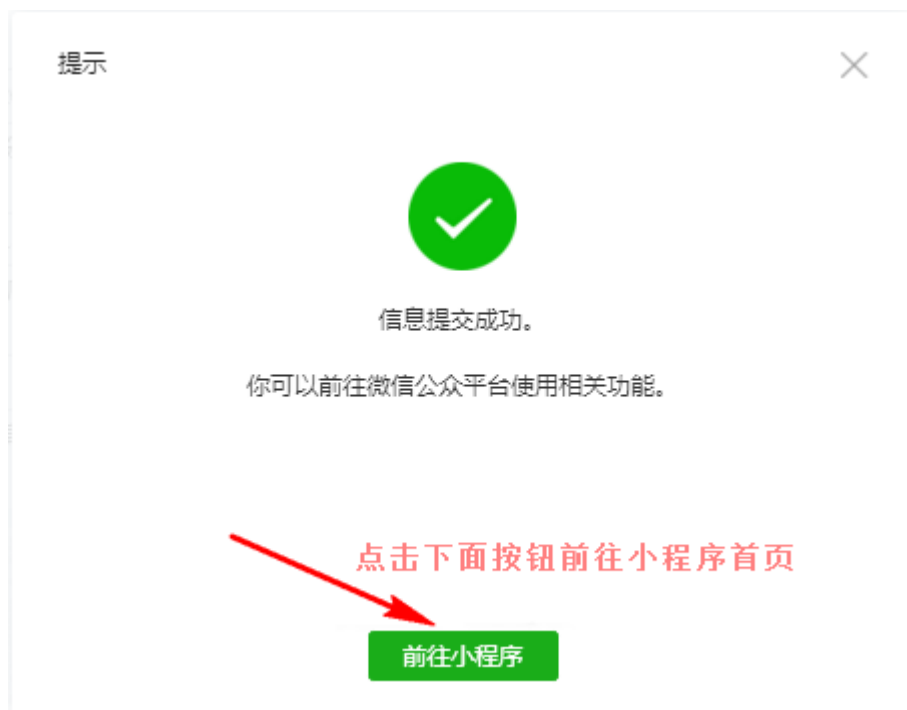 提示
信息提交成功。
你可以前往微信公众平台使用相关功能。
点击下面按钮前往小程序首页
前往小程序